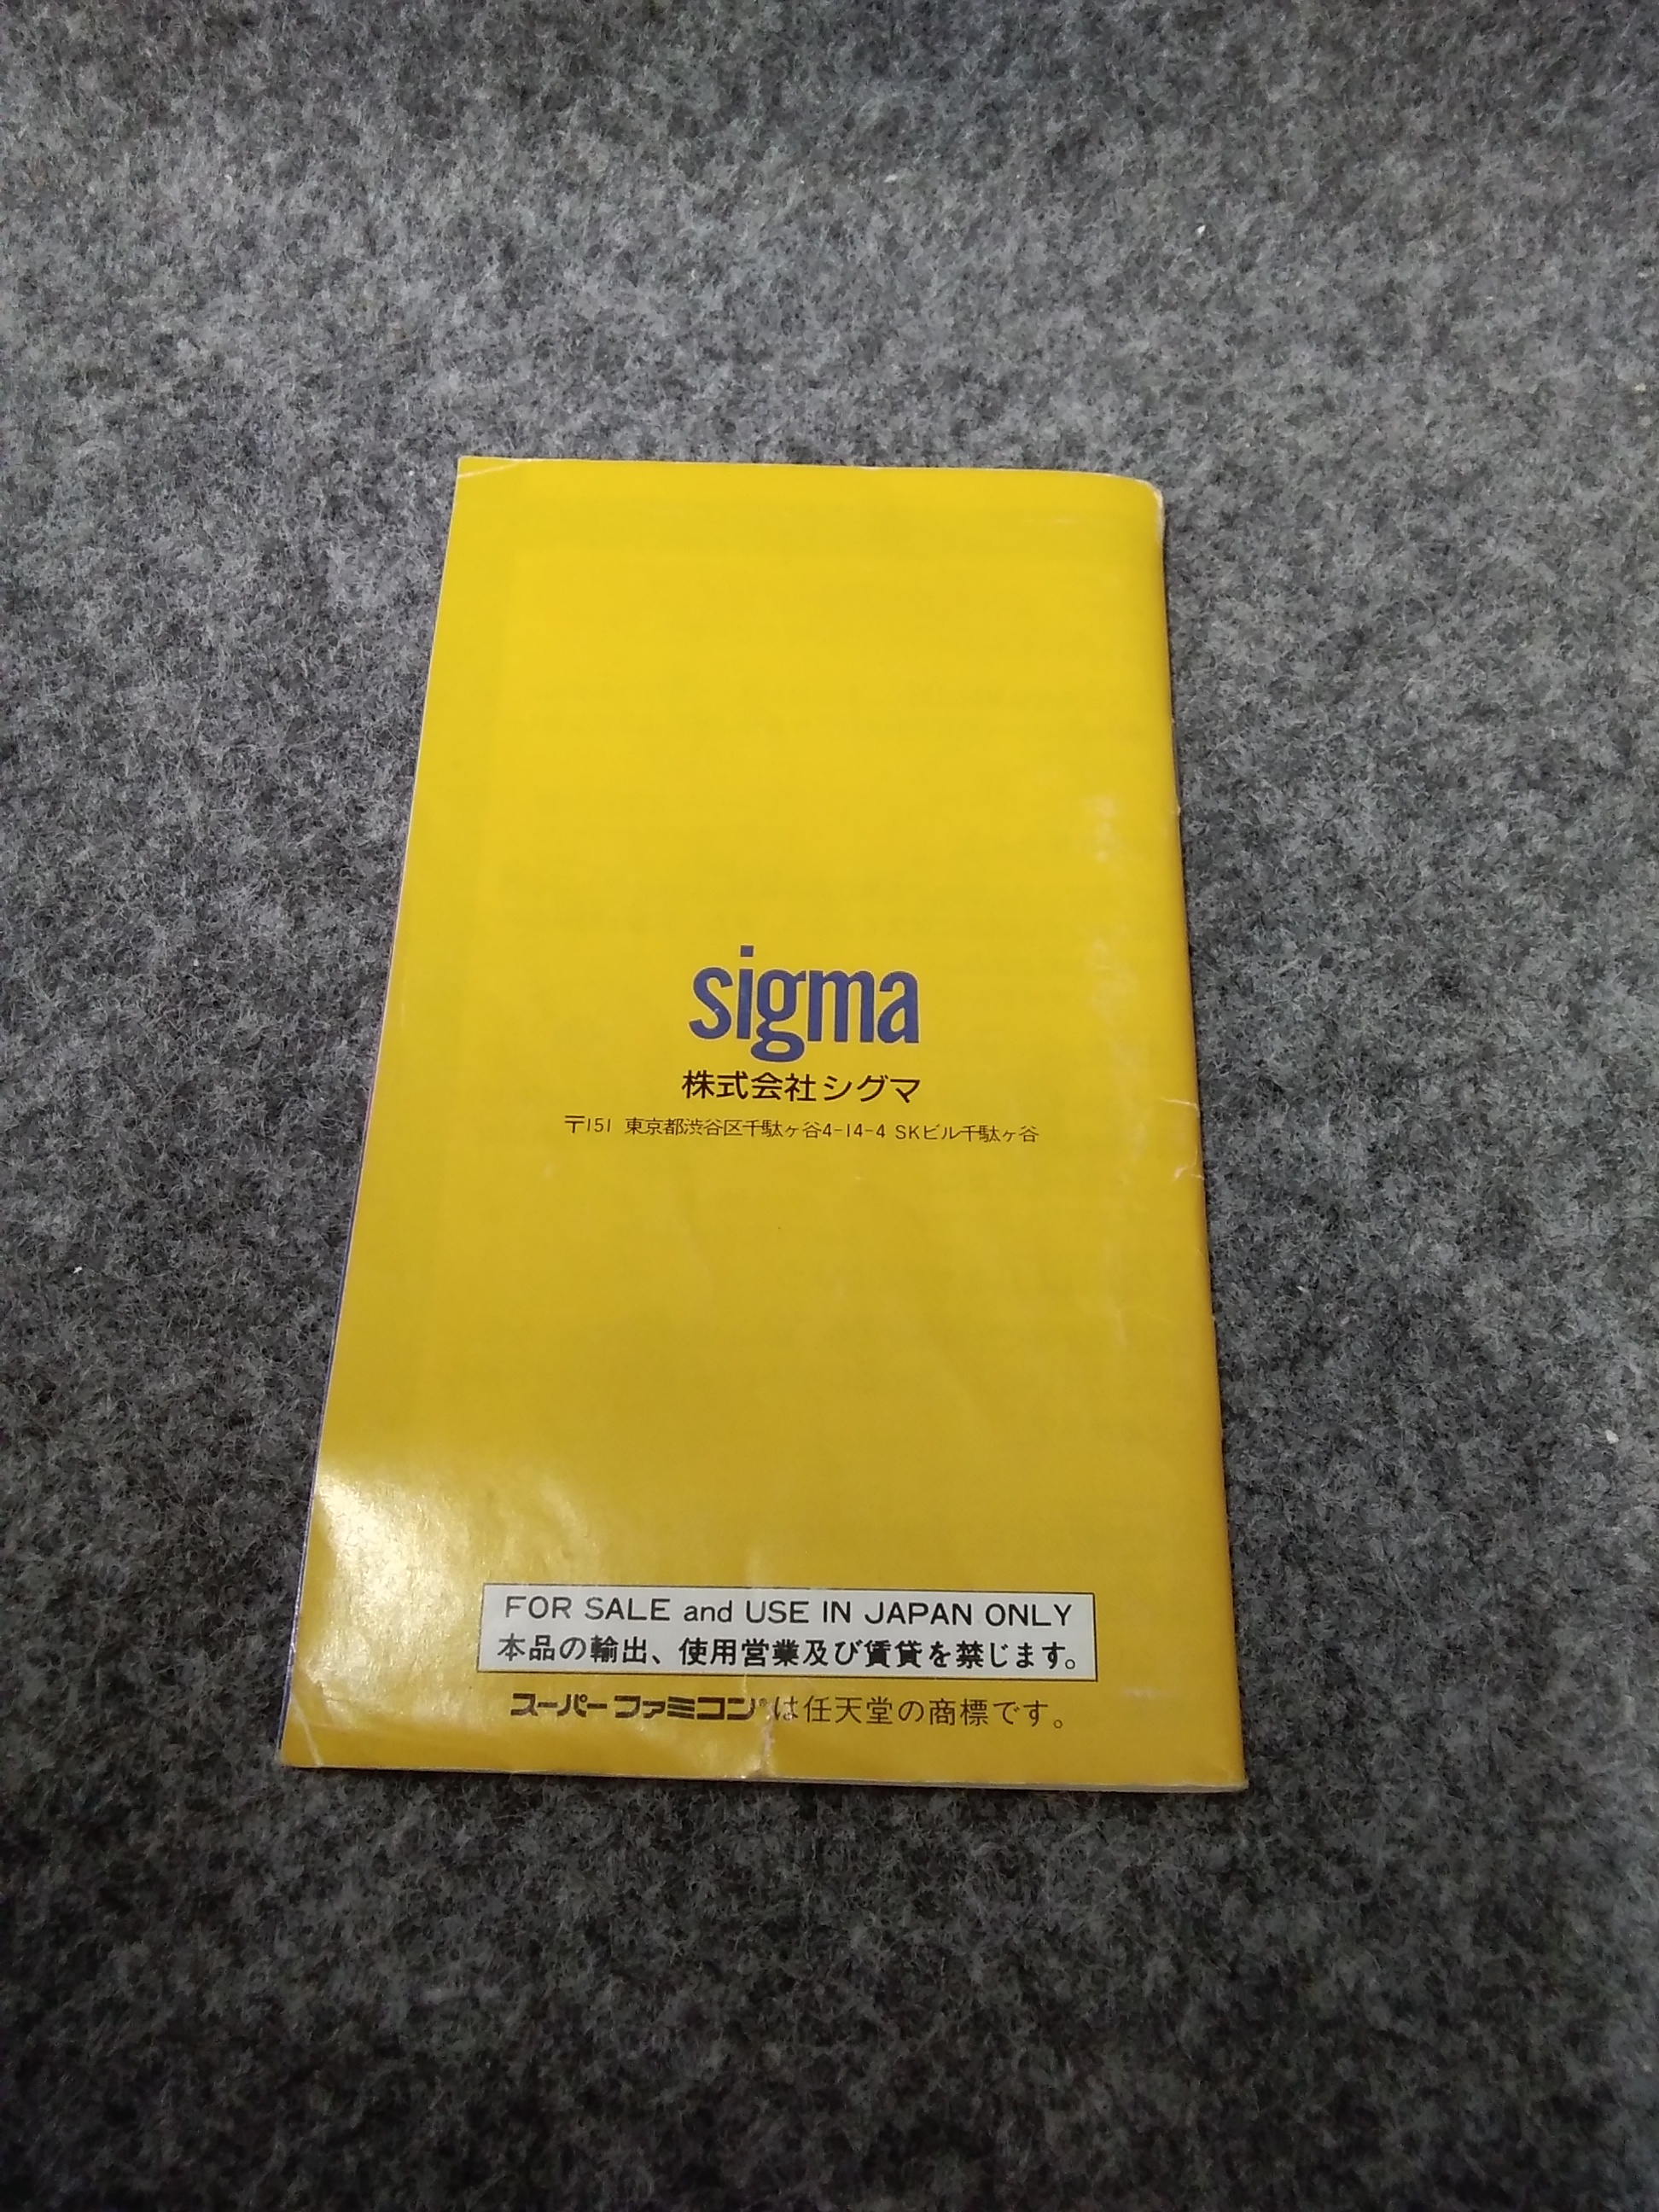 sigma
株式会社シグマ
〒151 東京都渋谷区千駄ヶ谷4-14-4 SKビル千駄ヶ谷
FOR SALE and USE IN JAPAN ONLY
本品の輸出、使用営業及び賃貸を禁じます。
スーパーファミコン®は任天堂の商標です。